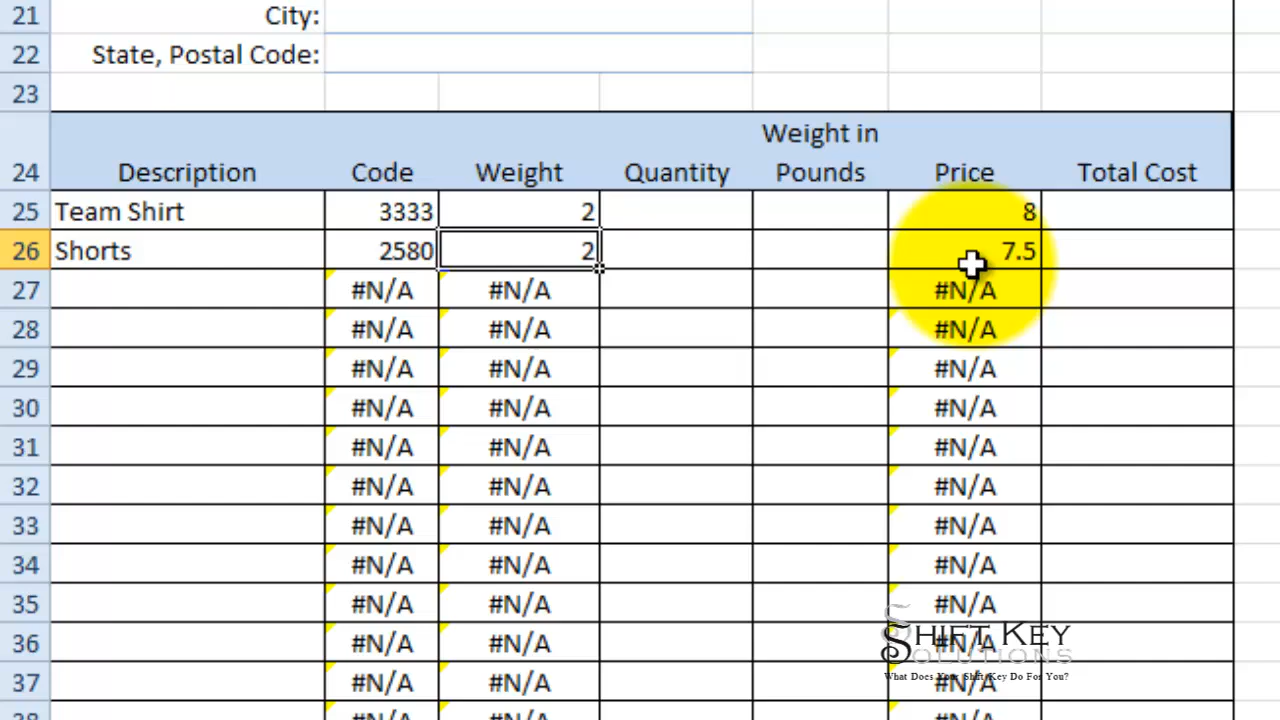 21 City:
22 State, Postal Code:
23
Weight in
24 Description Code Weight Quantity Pounds Price Total Cost
25 Team Shirt 3333 2 8
26 Shorts 2580 2 7.5
27 #N/A #N/A #N/A
28 #N/A #N/A #N/A
29 #N/A #N/A #N/A
30 #N/A #N/A #N/A
31 #N/A #N/A #N/A
32 #N/A #N/A #N/A
33 #N/A #N/A #N/A
34 #N/A #N/A #N/A
35 #N/A #N/A #N/A
36 #N/A #N/A #N/A
SHIFT KEY
SOLUTIONS
What Does Your Shift Key Do For You?
37 #N/A #N/A #N/A
38 #N/A #N/A #N/A